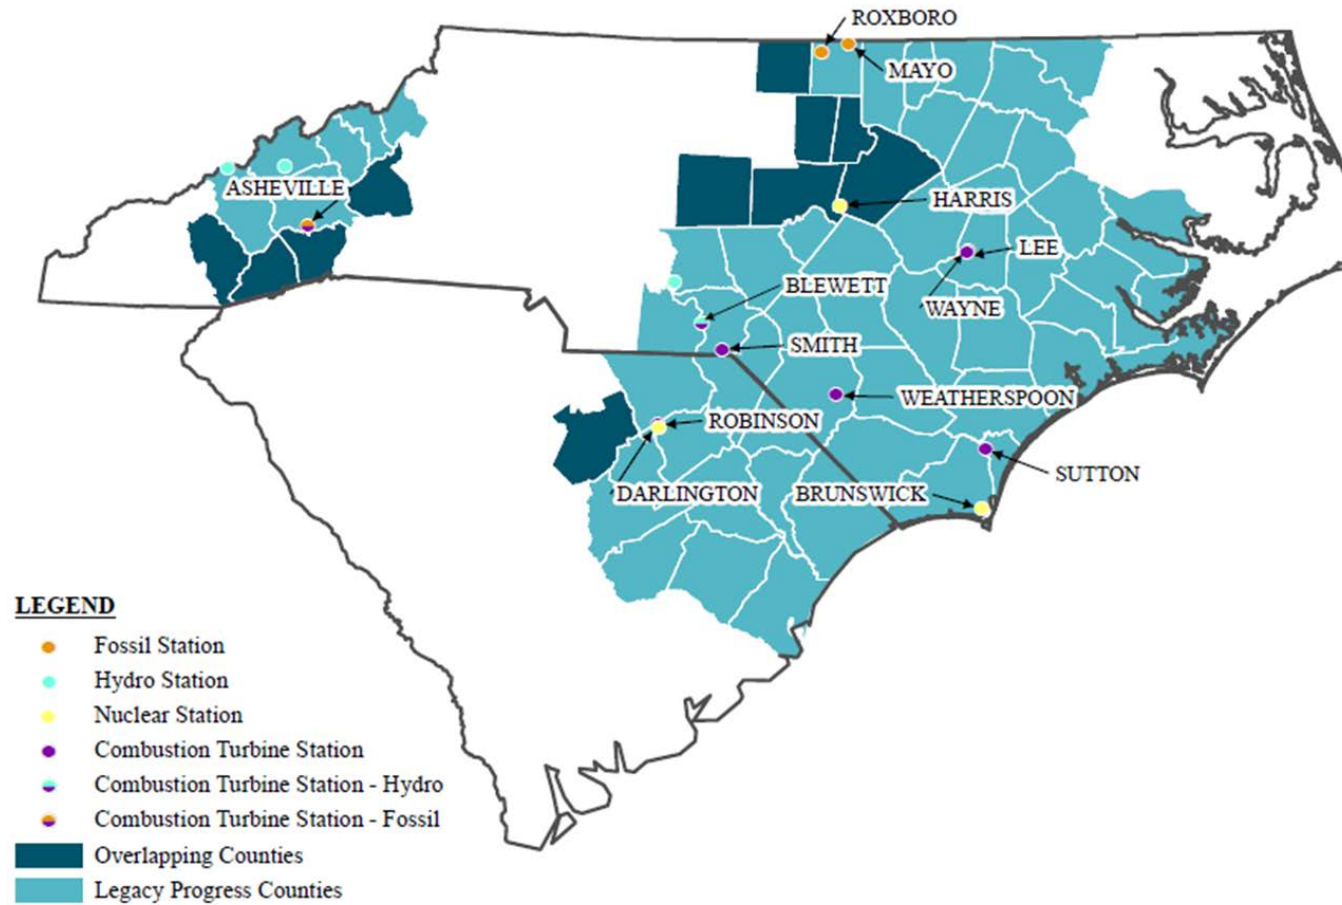 ROXBORO
MAYO
ASHEVILLE
HARRIS
LEE
BLEWETT
WAYNE
SMITH
WEATHERSPOON
ROBINSON
SUTTON
DARLINGTON
BRUNSWICK
LEGEND
Fossil Station
Hydro Station
Nuclear Station
Combustion Turbine Station
Combustion Turbine Station - Hydro
Combustion Turbine Station - Fossil
Overlapping Counties
Legacy Progress Counties